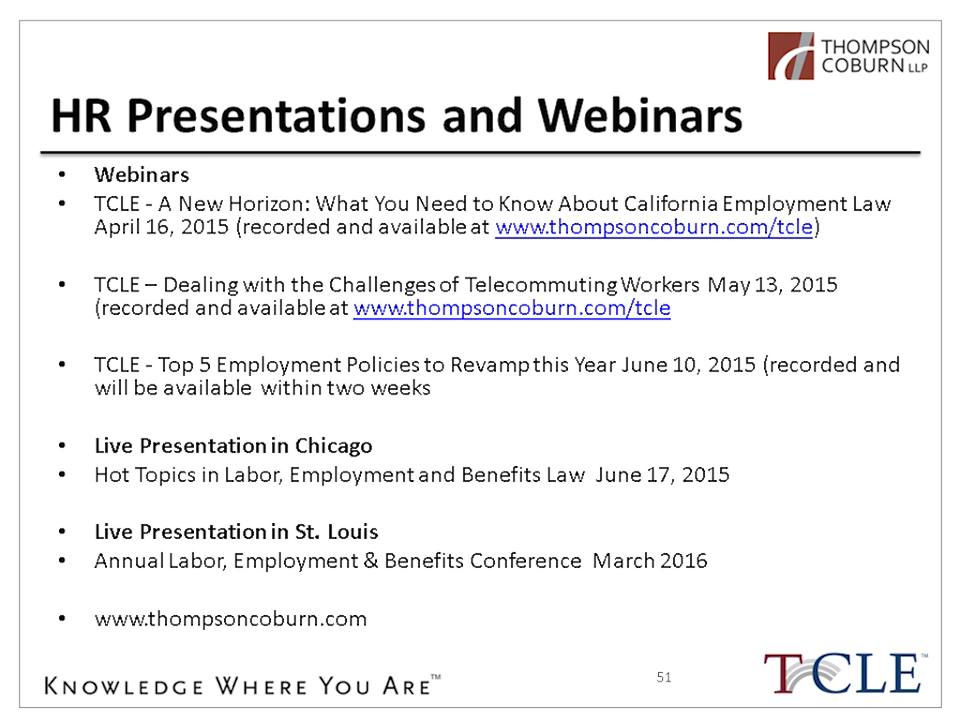 THOMPSON
COBURN LLP
HR Presentations and Webinars
• Webinars
• TCLE - A New Horizon: What You Need to Know About California Employment Law
April 16, 2015 (recorded and available at www.thompsoncoburn.com/tcle)
• TCLE – Dealing with the Challenges of Telecommuting Workers May 13, 2015
(recorded and available at www.thompsoncoburn.com/tcle
• TCLE - Top 5 Employment Policies to Revamp this Year June 10, 2015 (recorded and
will be available within two weeks
• Live Presentation in Chicago
• Hot Topics in Labor, Employment and Benefits Law June 17, 2015
• Live Presentation in St. Louis
• Annual Labor, Employment & Benefits Conference March 2016
• www.thompsoncoburn.com
KNOWLEDGE WHERE YOU ARE™
51
TCLE™